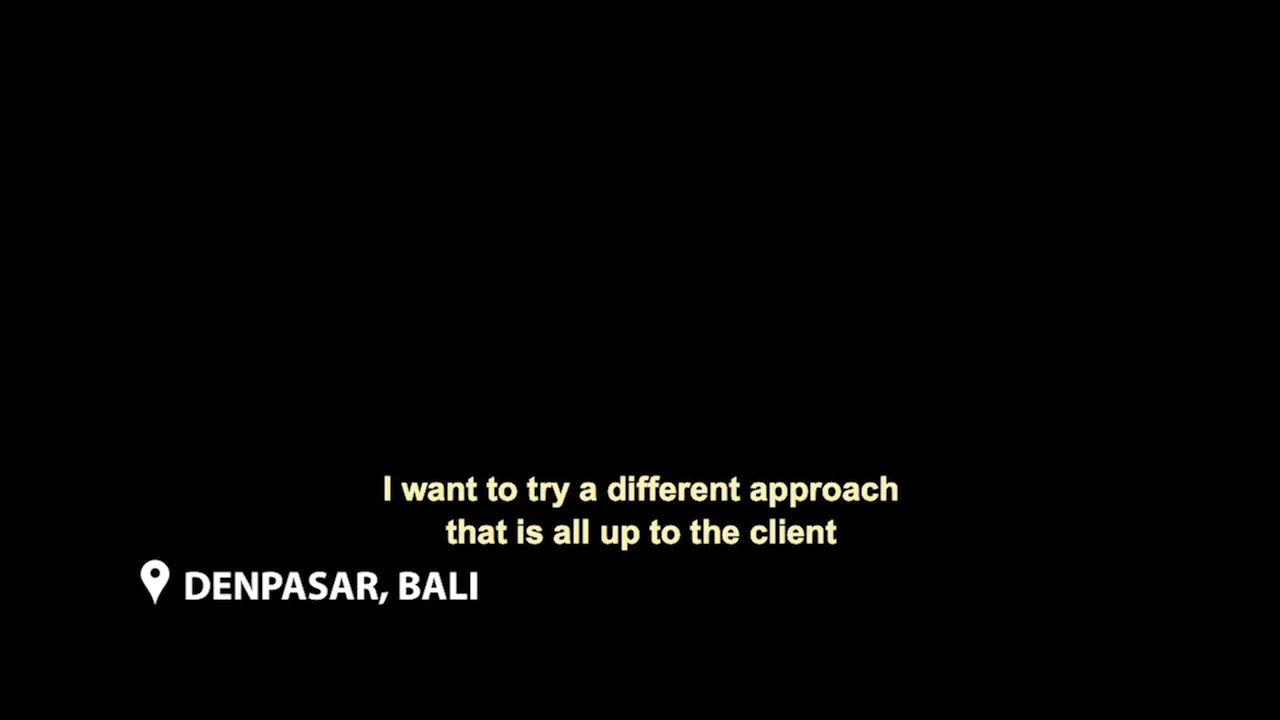 I want to try a different approach
that is all up to the client
DENPASAR, BALI